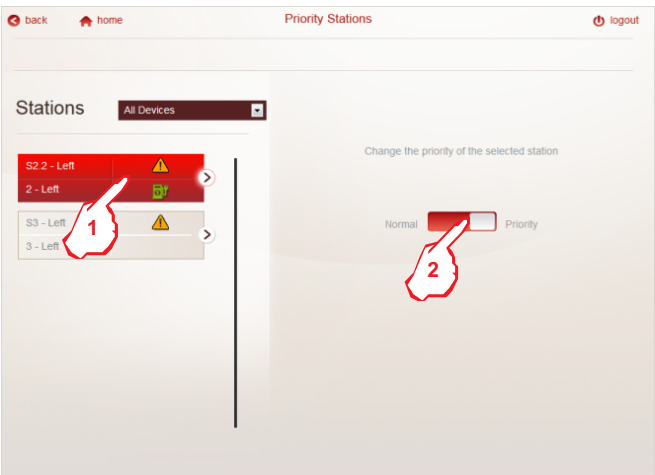 back home Priority Stations logout
Stations All Devices
Change the priority of the selected station
S2.2 - Left
2 - Left
S3 - Left
3 - Left
1
Normal Priority
2